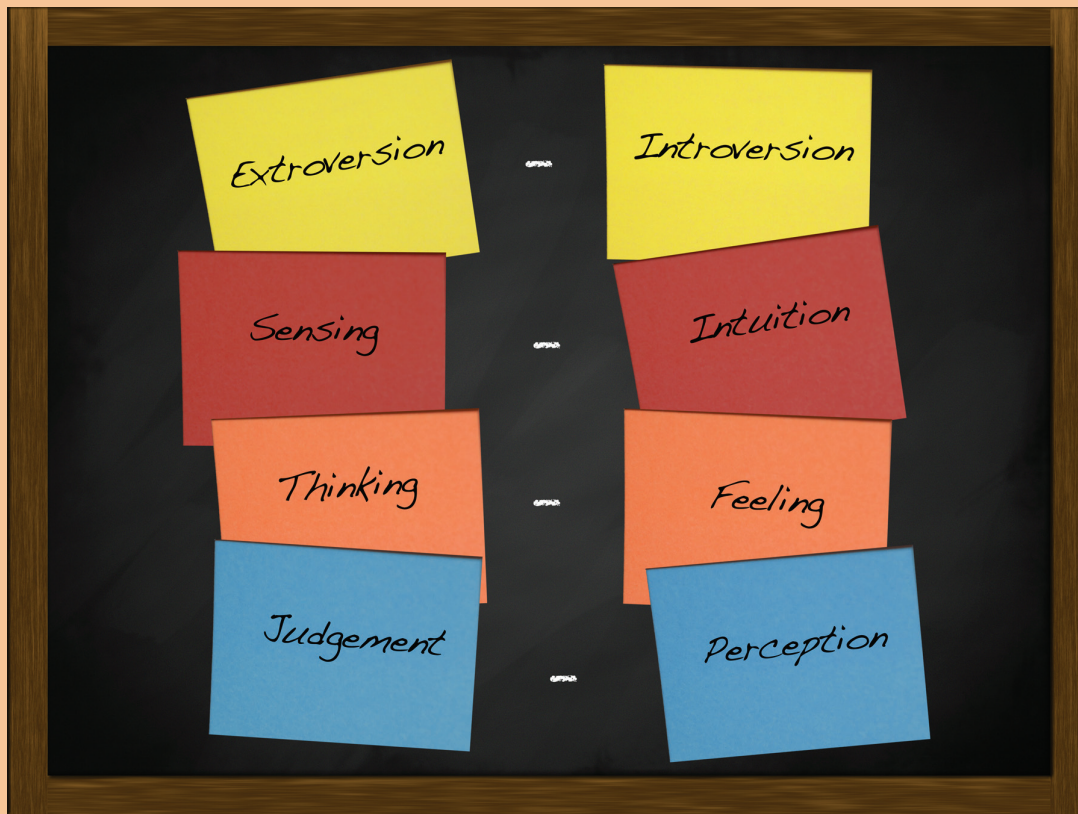 Extroversion - Introversion
Sensing - Intuition
Thinking - Feeling
Judgement - Perception